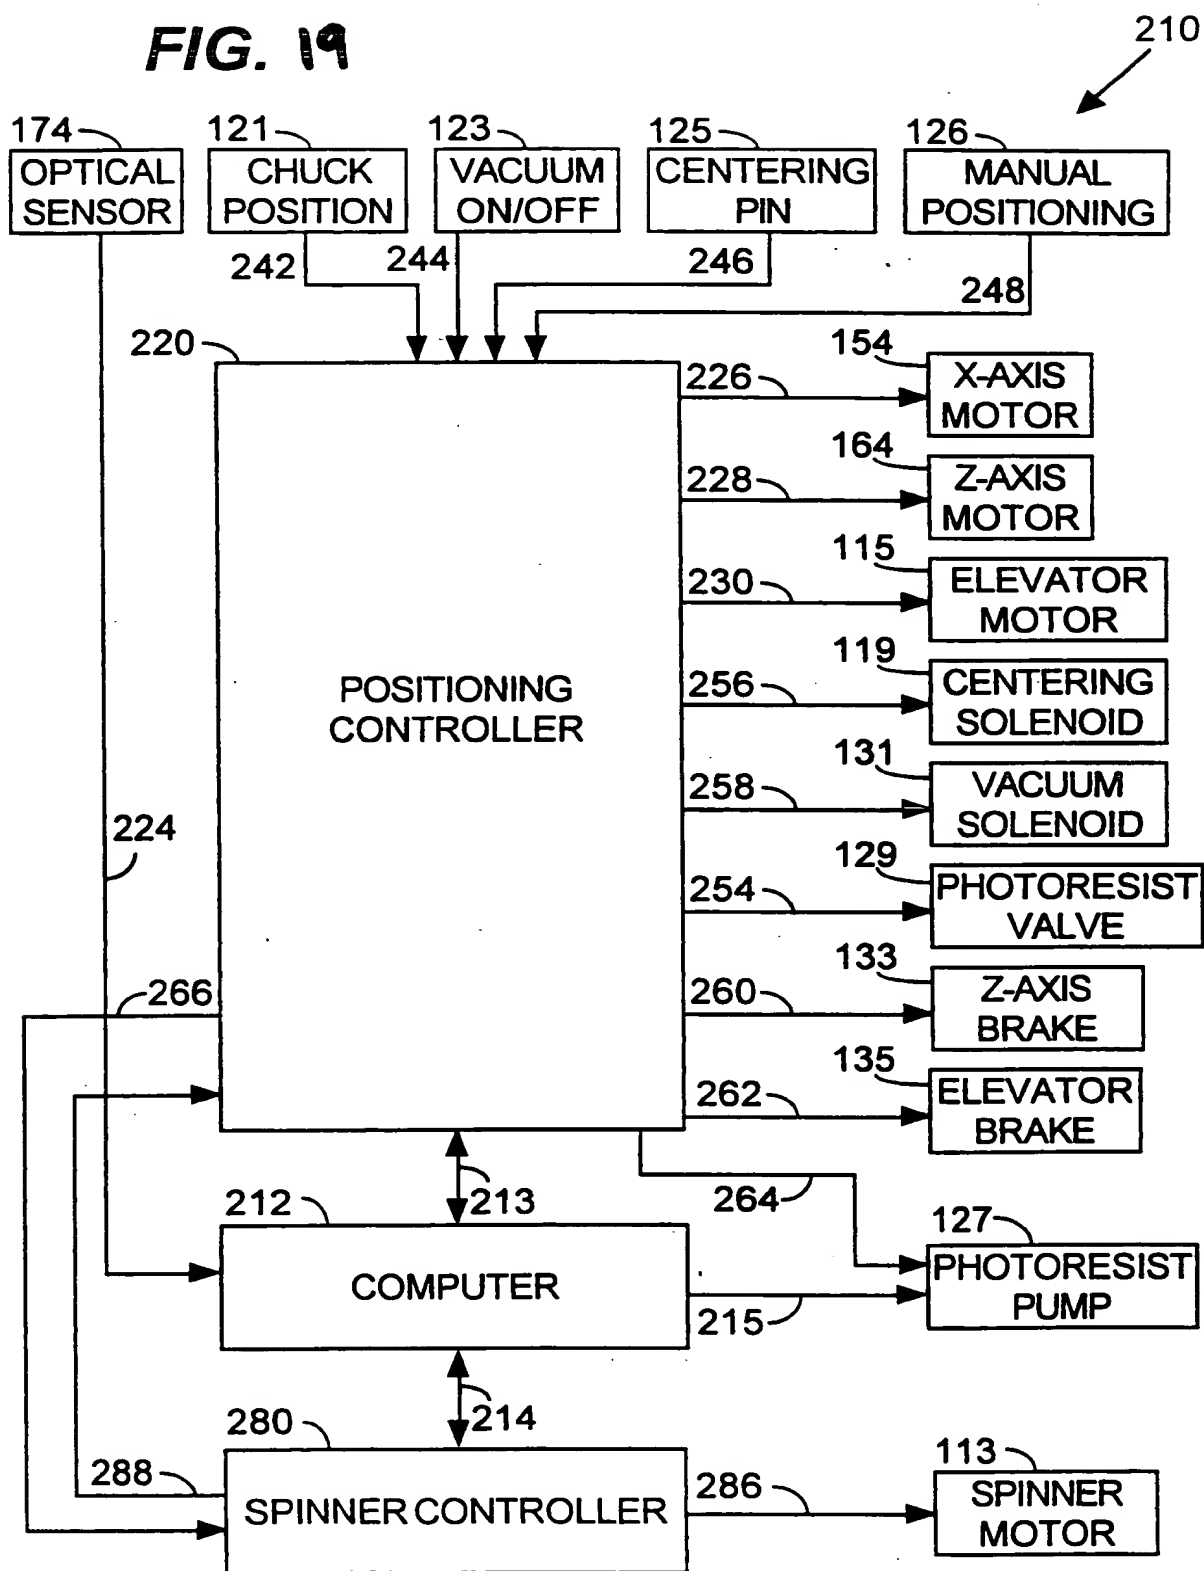 FIG. 19
210
174
121
123
125
126
OPTICAL
SENSOR
CHUCK
POSITION
VACUUM
ON/OFF
CENTERING
PIN
MANUAL
POSITIONING
242
244
246
248
220
154
226
X-AXIS
MOTOR
164
228
Z-AXIS
MOTOR
115
230
ELEVATOR
MOTOR
119
256
CENTERING
SOLENOID
POSITIONING
CONTROLLER
131
258
VACUUM
SOLENOID
224
129
254
PHOTORESIST
VALVE
133
266
260
Z-AXIS
BRAKE
135
262
ELEVATOR
BRAKE
213
264
212
127
COMPUTER
PHOTORESIST
PUMP
215
214
280
113
288
286
SPINNER CONTROLLER
SPINNER
MOTOR